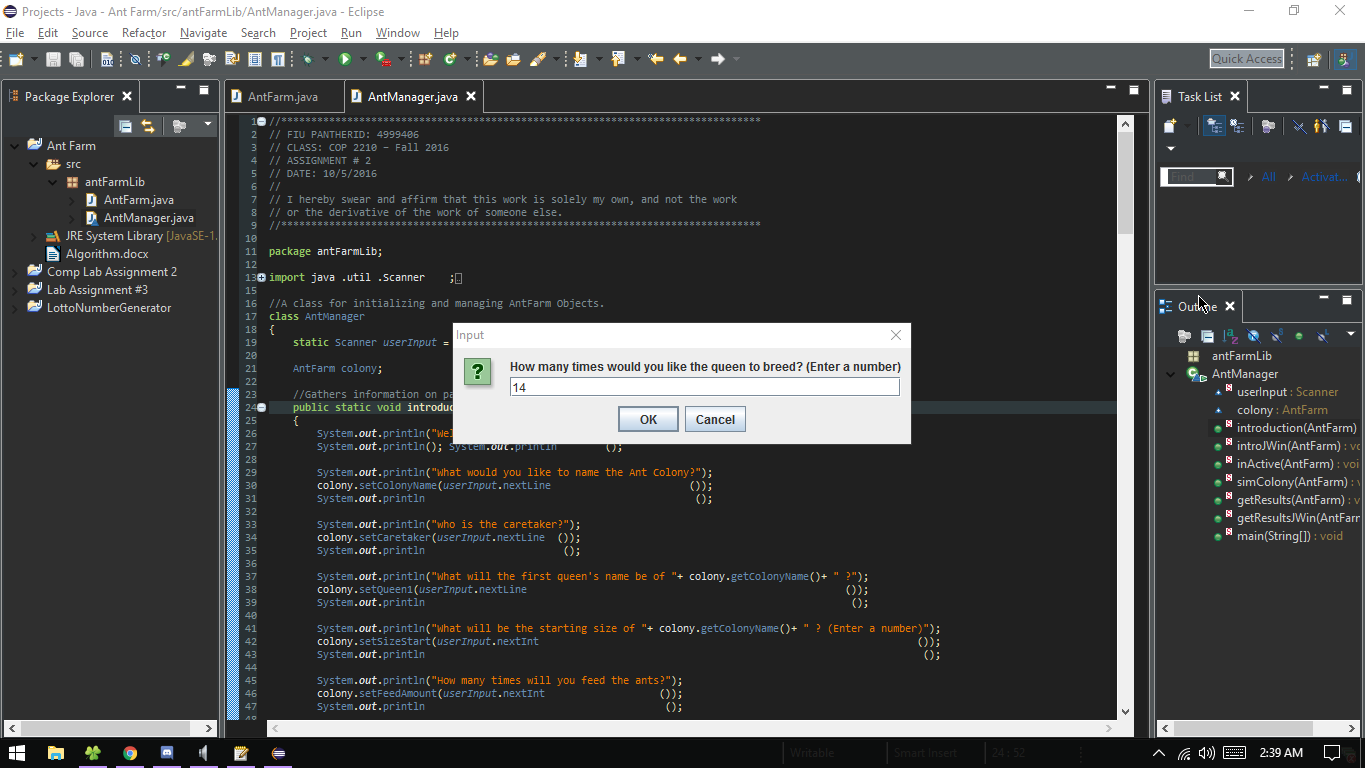 Projects - Java - Ant Farm/src/antFarmLib/AntManager.java - Eclipse
File Edit Source Refactor Navigate Search Project Run Window Help
Quick Access
Package Explorer
AntFarm.java
AntManager.java
Task List
Find
All
Activat...
Ant Farm
src
antFarmLib
AntFarm.java
AntManager.java
JRE System Library [JavaSE-1.
Algorithm.docx
Comp Lab Assignment 2
Lab Assignment #3
LottoNumberGenerator
1 //********************************************************************************
2 // FIU PANTHERID: 4999406
3 // CLASS: COP 2210 - Fall 2016
4 // ASSIGNMENT # 2
5 // DATE: 10/5/2016
6 //
7 // I hereby swear and affirm that this work is solely my own, and not the work
8 // or the derivative of the work of someone else.
9 //********************************************************************************
10
11 package antFarmLib;
12
13 import java .util .Scanner ;
15
16 //A class for initializing and managing AntFarm Objects.
17 class AntManager
18 {
19 static Scanner userInput =
20
21 AntFarm colony;
22
23 //Gathers information on pa
24 public static void introduc
25 {
26 System.out.println("Wel
27 System.out.println(); System.out.println ();
28
29 System.out.println("What would you like to name the Ant Colony?");
30 colony.setColonyName(userInput.nextLine ());
31 System.out.println ();
32
33 System.out.println("who is the caretaker?");
34 colony.setCaretaker(userInput.nextLine ());
35 System.out.println ();
36
37 System.out.println("What will the first queen's name be of "+ colony.getColonyName()+ " ?");
38 colony.setQueen1(userInput.nextLine ());
39 System.out.println ();
40
41 System.out.println("What will be the starting size of "+ colony.getColonyName()+ " ? (Enter a number)");
42 colony.setSizeStart(userInput.nextInt ());
43 System.out.println ();
44
45 System.out.println("How many times will you feed the ants?");
46 colony.setFeedAmount(userInput.nextInt ());
47 System.out.println ();
48
Input
How many times would you like the queen to breed? (Enter a number)
14
OK
Cancel
Outline
antFarmLib
AntManager
userInput : Scanner
colony : AntFarm
introduction(AntFarm)
introJWin(AntFarm) : vo
inActive(AntFarm) : voi
simColony(AntFarm) : v
getResults(AntFarm) : v
getResultsJWin(AntFarr
main(String[]) : void
Writable
Smart Insert
24 : 52
2:39 AM